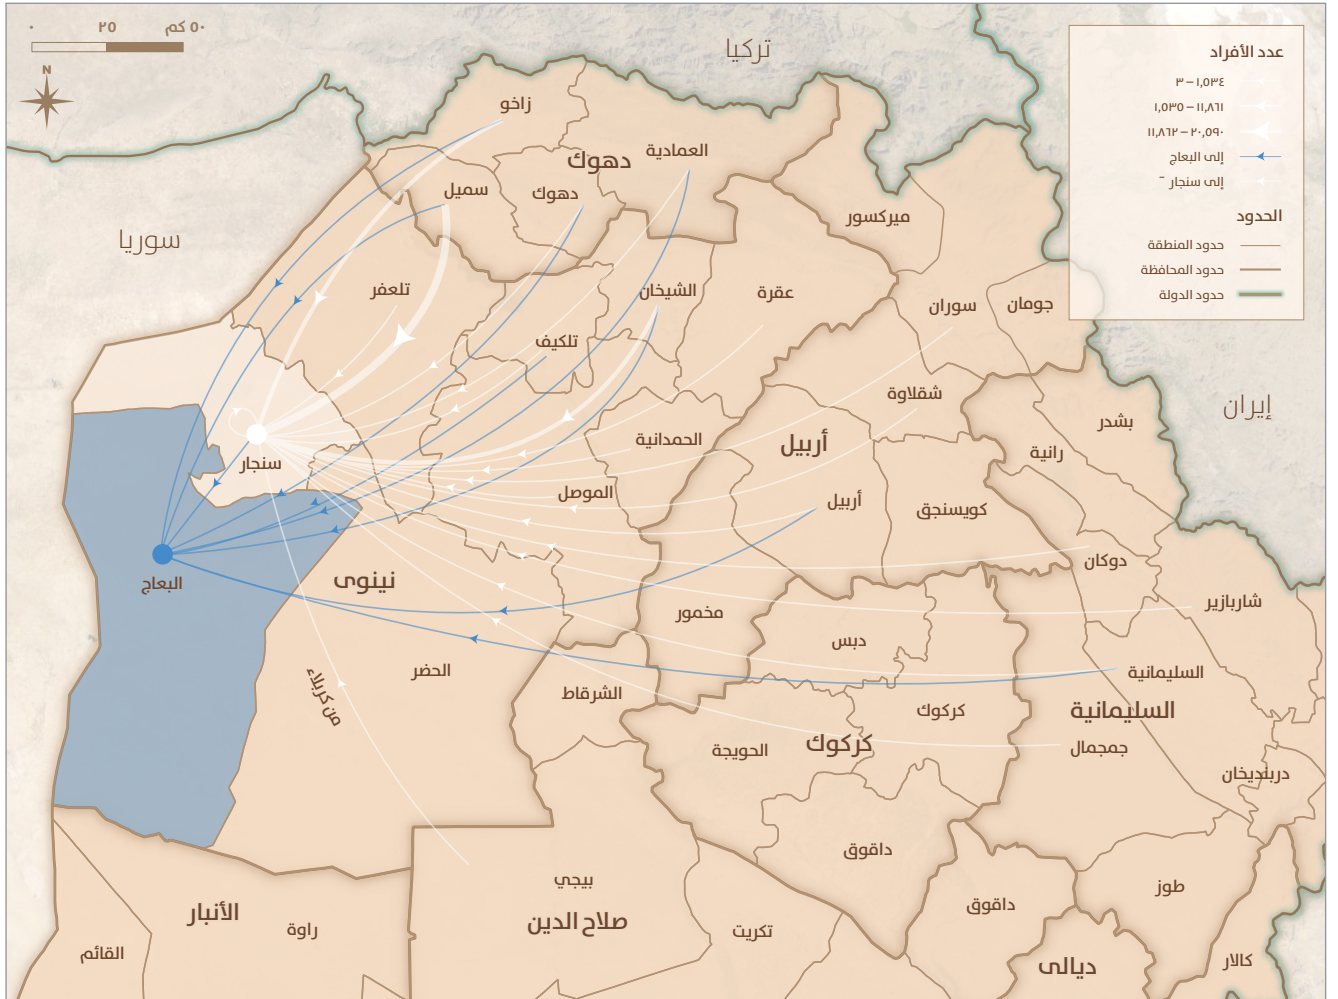 ٠ ٢٥ ٥٠ كم
N
تركيا
سوريا
إيران
عدد الأفراد
٣ – ١,٥٣٤
١,٥٣٥ – ١١,٨٦١
١١,٨٦٢ – ٢٠,٥٩٠
إلى البعاج
إلى سنجار
الحدود
حدود المنطقة
حدود المحافظة
حدود الدولة
زاخو
العمادية
دهوك
سميل
دهوك
ميركسور
تلعفر
الشيخان
عقرة
سوران
جومان
تلكيف
شقلاوة
بشدر
سنجار
الحمدانية
أربيل
رانية
الموصل
أربيل
كويسنجق
دوكان
البعاج
نينوى
مخمور
دبس
شاربازير
الحضر
من كربلاء
الشرقاط
السليمانية
السليمانية
كركوك
كركوك
الحويجة
جمجمال
دربنديخان
داقوق
بيجي
طوز
الأنبار
راوة
صلاح الدين
تكريت
داقوق
القائم
ديالى
كالار